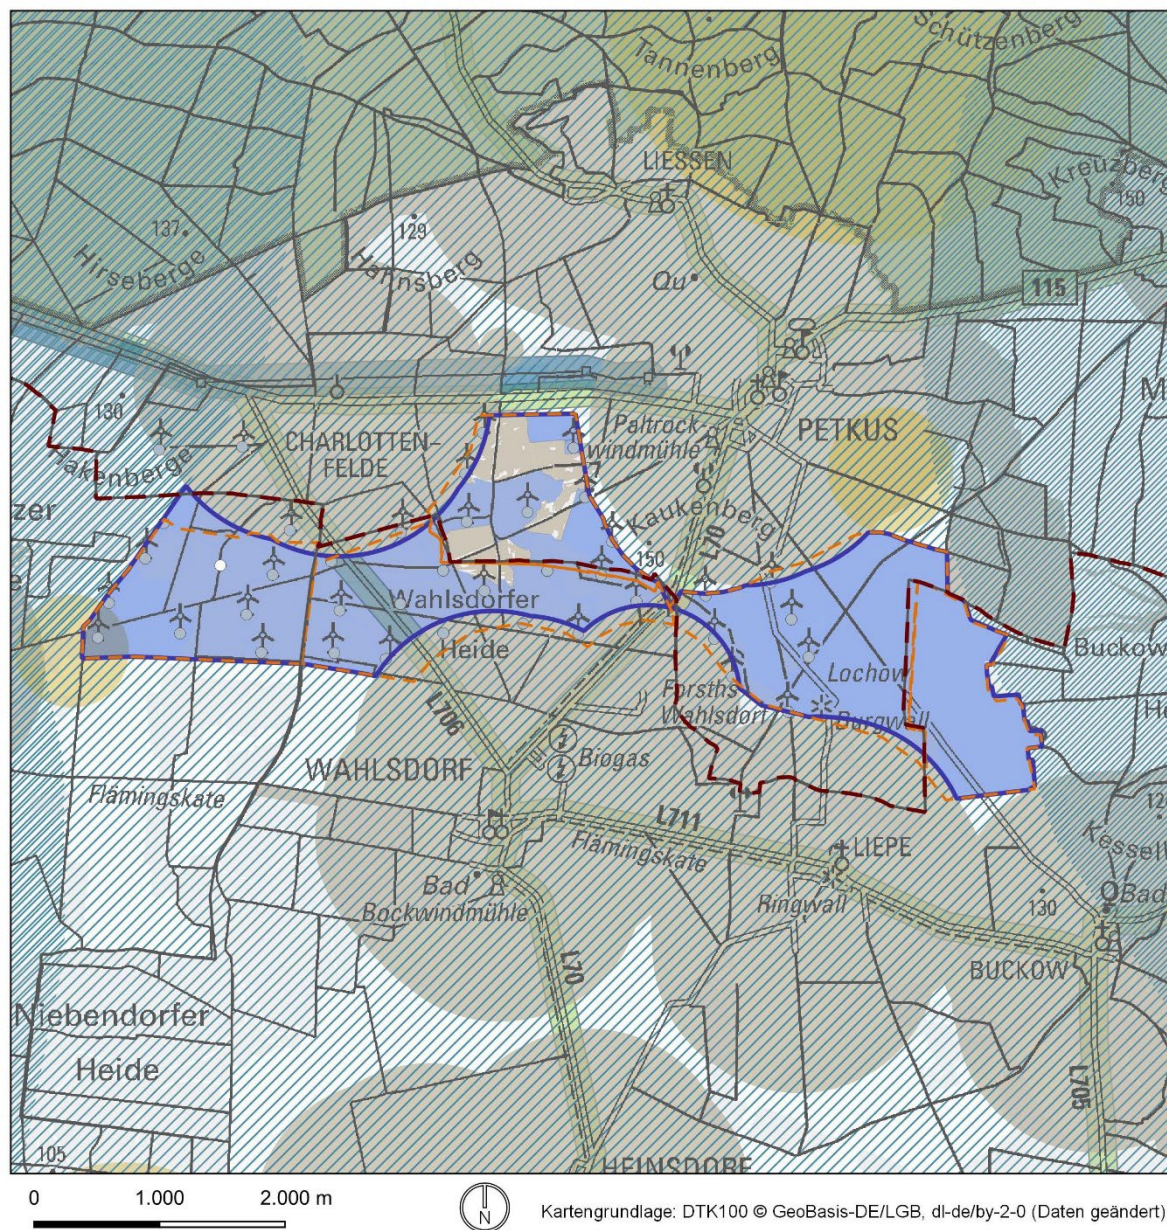 Schützenberg
Tannenberg
LIESSEN
Kreuzberg
150
137
129
Hirseberge
Hahnsberg
Qu
115
130
CHARLOTTEN-
FELDE
Hakenberge
Paltrock-
windmühle
PETKUS
M
zer
Kaukenberg
L70
150
Wahlsdorfer
Heide
Lochow
Buckow
Forsths
Wahlsdorf
Burgwall
H
L706
WAHLSDORF
Biogas
Flämingskate
L711
Flämingskate
LIEPE
Kessel
Bad
Bockwindmühle
Ringwall
130
Bad
BUCKOW
L70
Niebendorfer
Heide
L705
105
HEINSDORF
0 1.000 2.000 m
N
Kartengrundlage: DTK100 © GeoBasis-DE/LGB, dl-de/by-2-0 (Daten geändert)